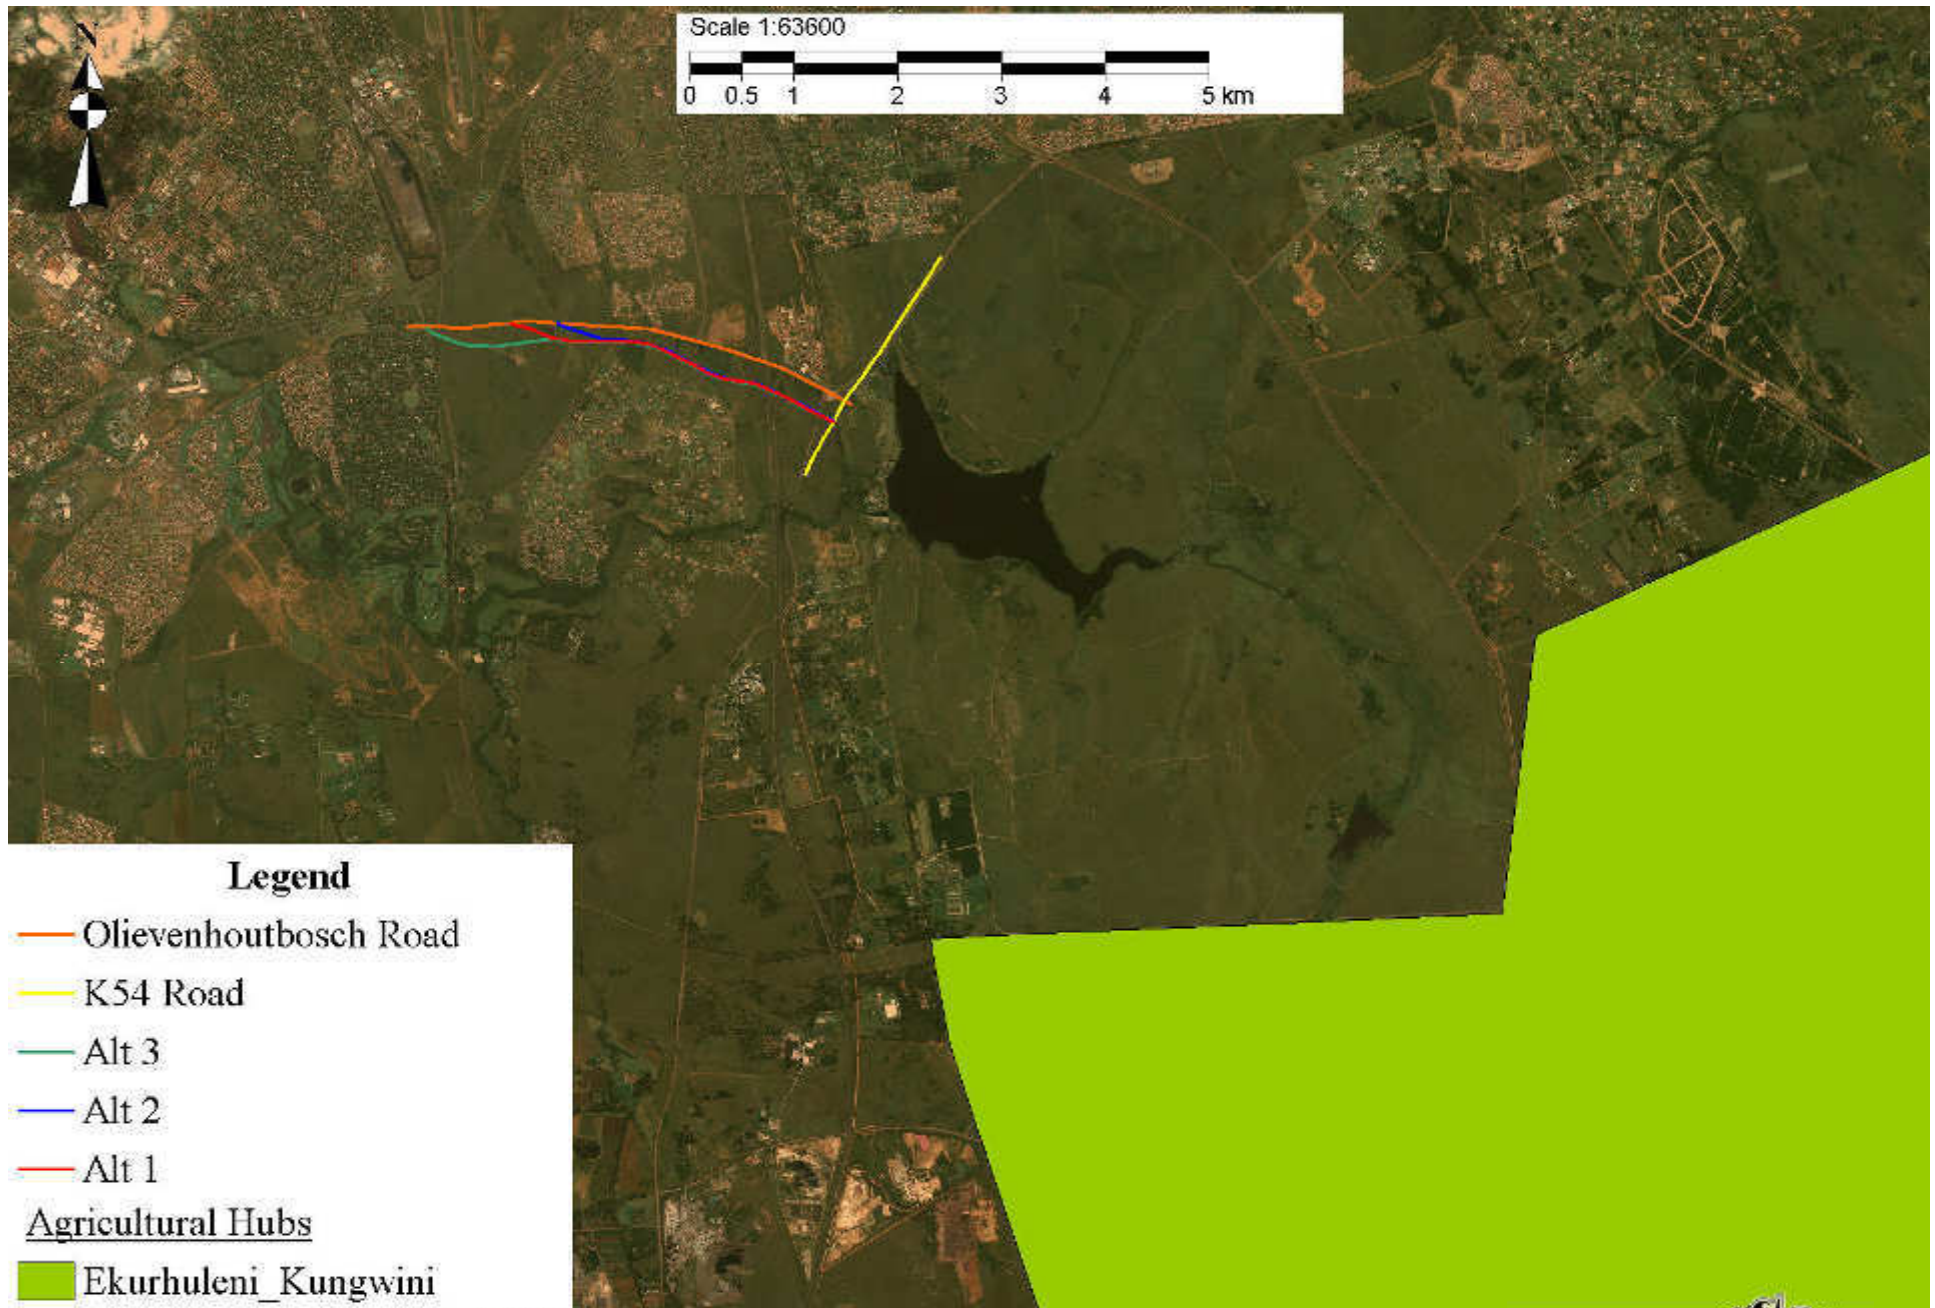 N
Scale 1:63600
0 0.5 1 2 3 4 5 km
Legend
Olievenhoutbosch Road
K54 Road
Alt 3
Alt 2
Alt 1
Agricultural Hubs
Ekurhuleni_Kungwini